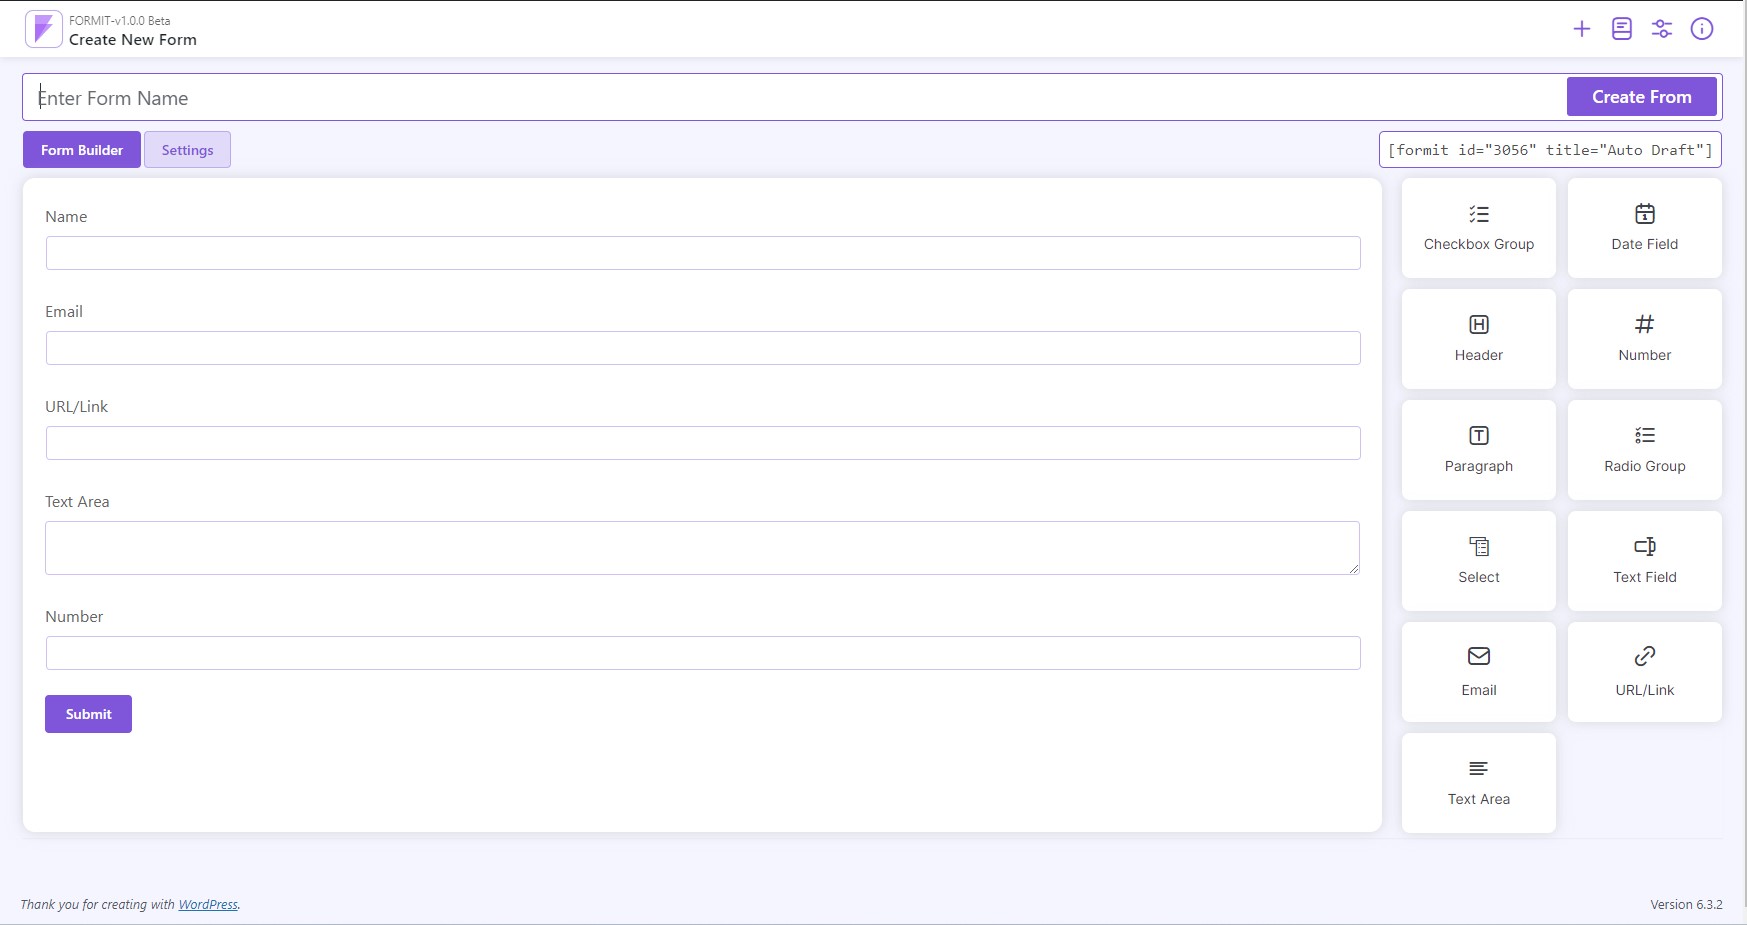 FORMIT-v1.0.0 Beta
Create New Form
Enter Form Name
Create From
Form Builder
Settings
[formit id="3056" title="Auto Draft"]
Name
Email
URL/Link
Text Area
Number
Submit
Checkbox Group
Date Field
Header
Number
Paragraph
Radio Group
Select
Text Field
Email
URL/Link
Text Area
Thank you for creating with WordPress.
Version 6.3.2